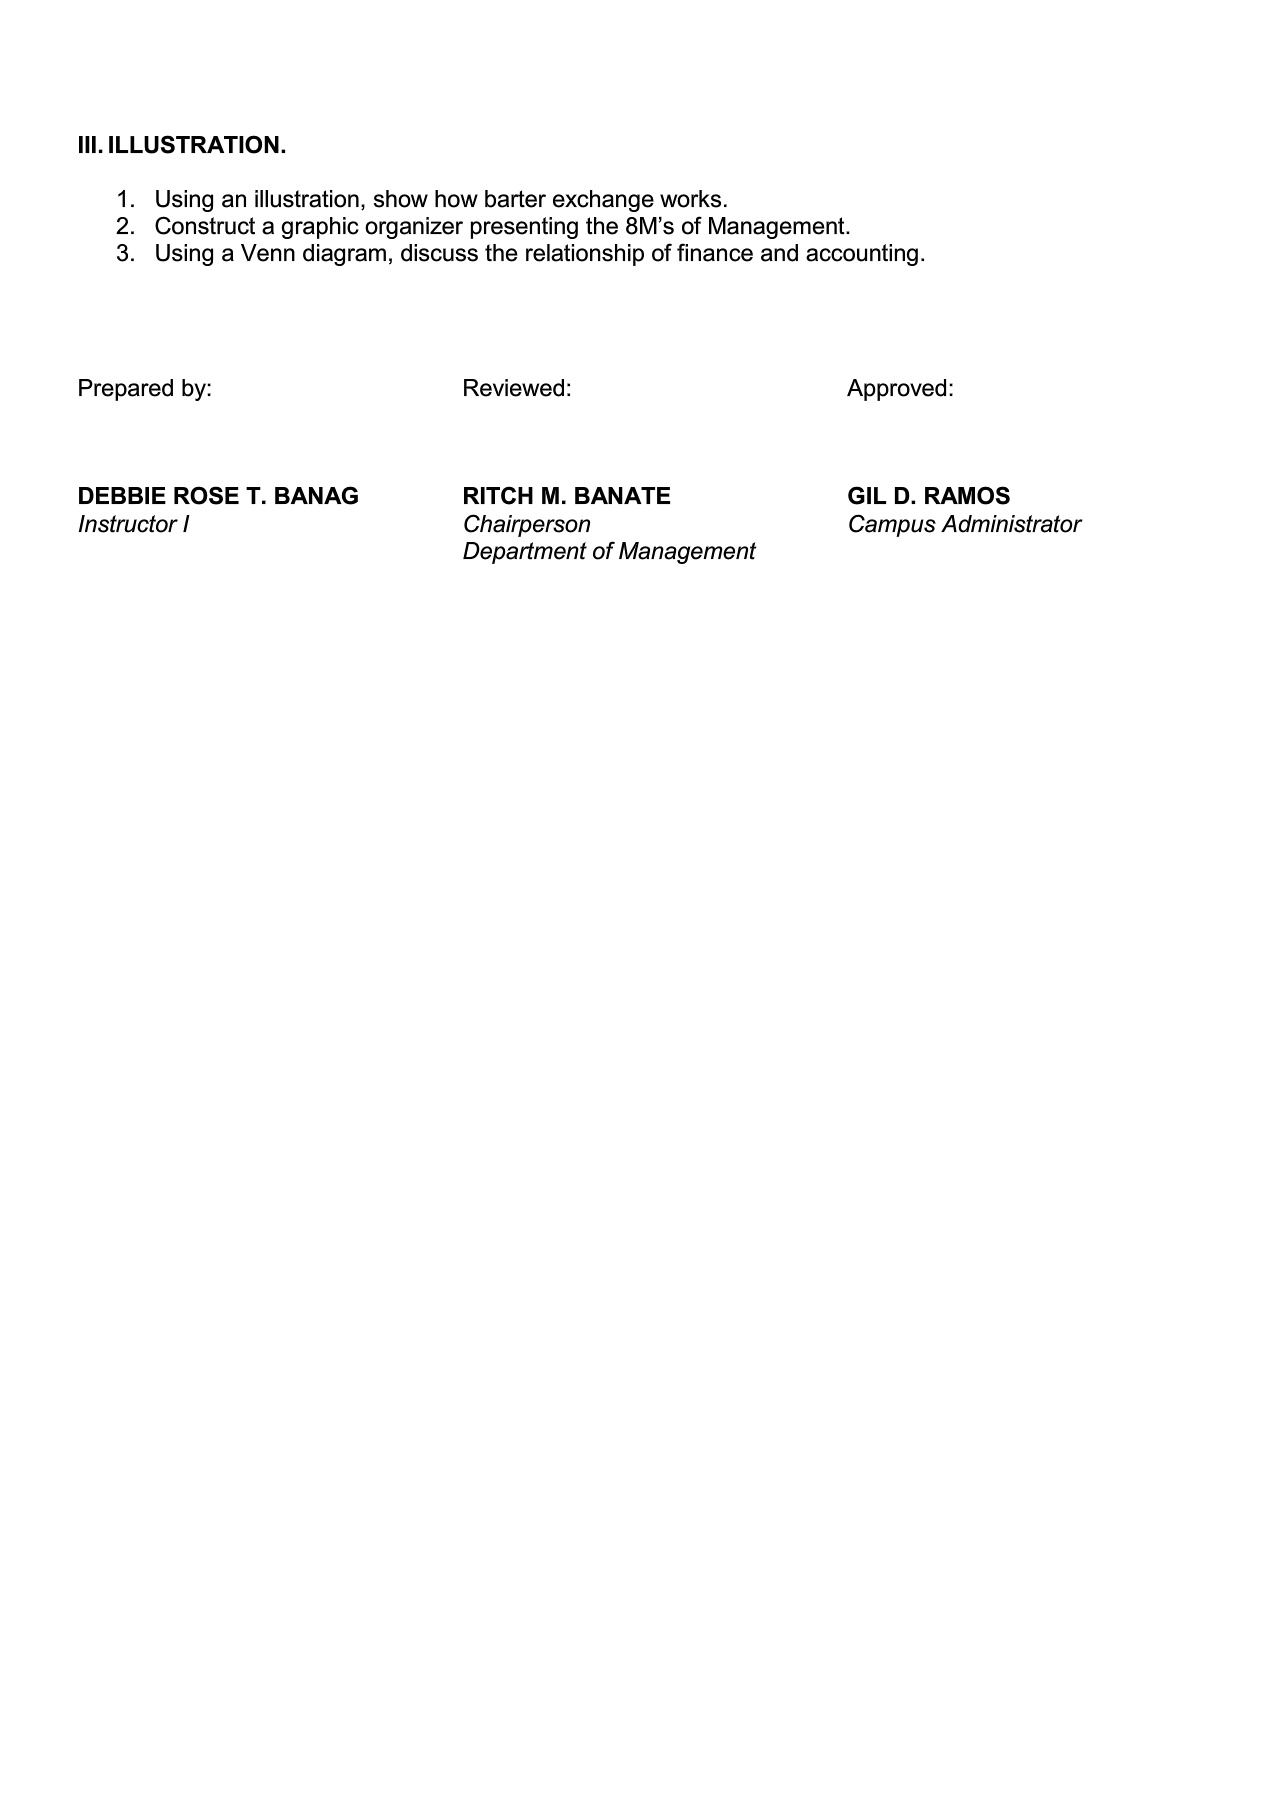 III. ILLUSTRATION.
1. Using an illustration, show how barter exchange works.
2. Construct a graphic organizer presenting the 8M’s of Management.
3. Using a Venn diagram, discuss the relationship of finance and accounting.
Prepared by: Reviewed: Approved:
DEBBIE ROSE T. BANAG RITCH M. BANATE GIL D. RAMOS
Instructor I Chairperson Campus Administrator
Department of Management